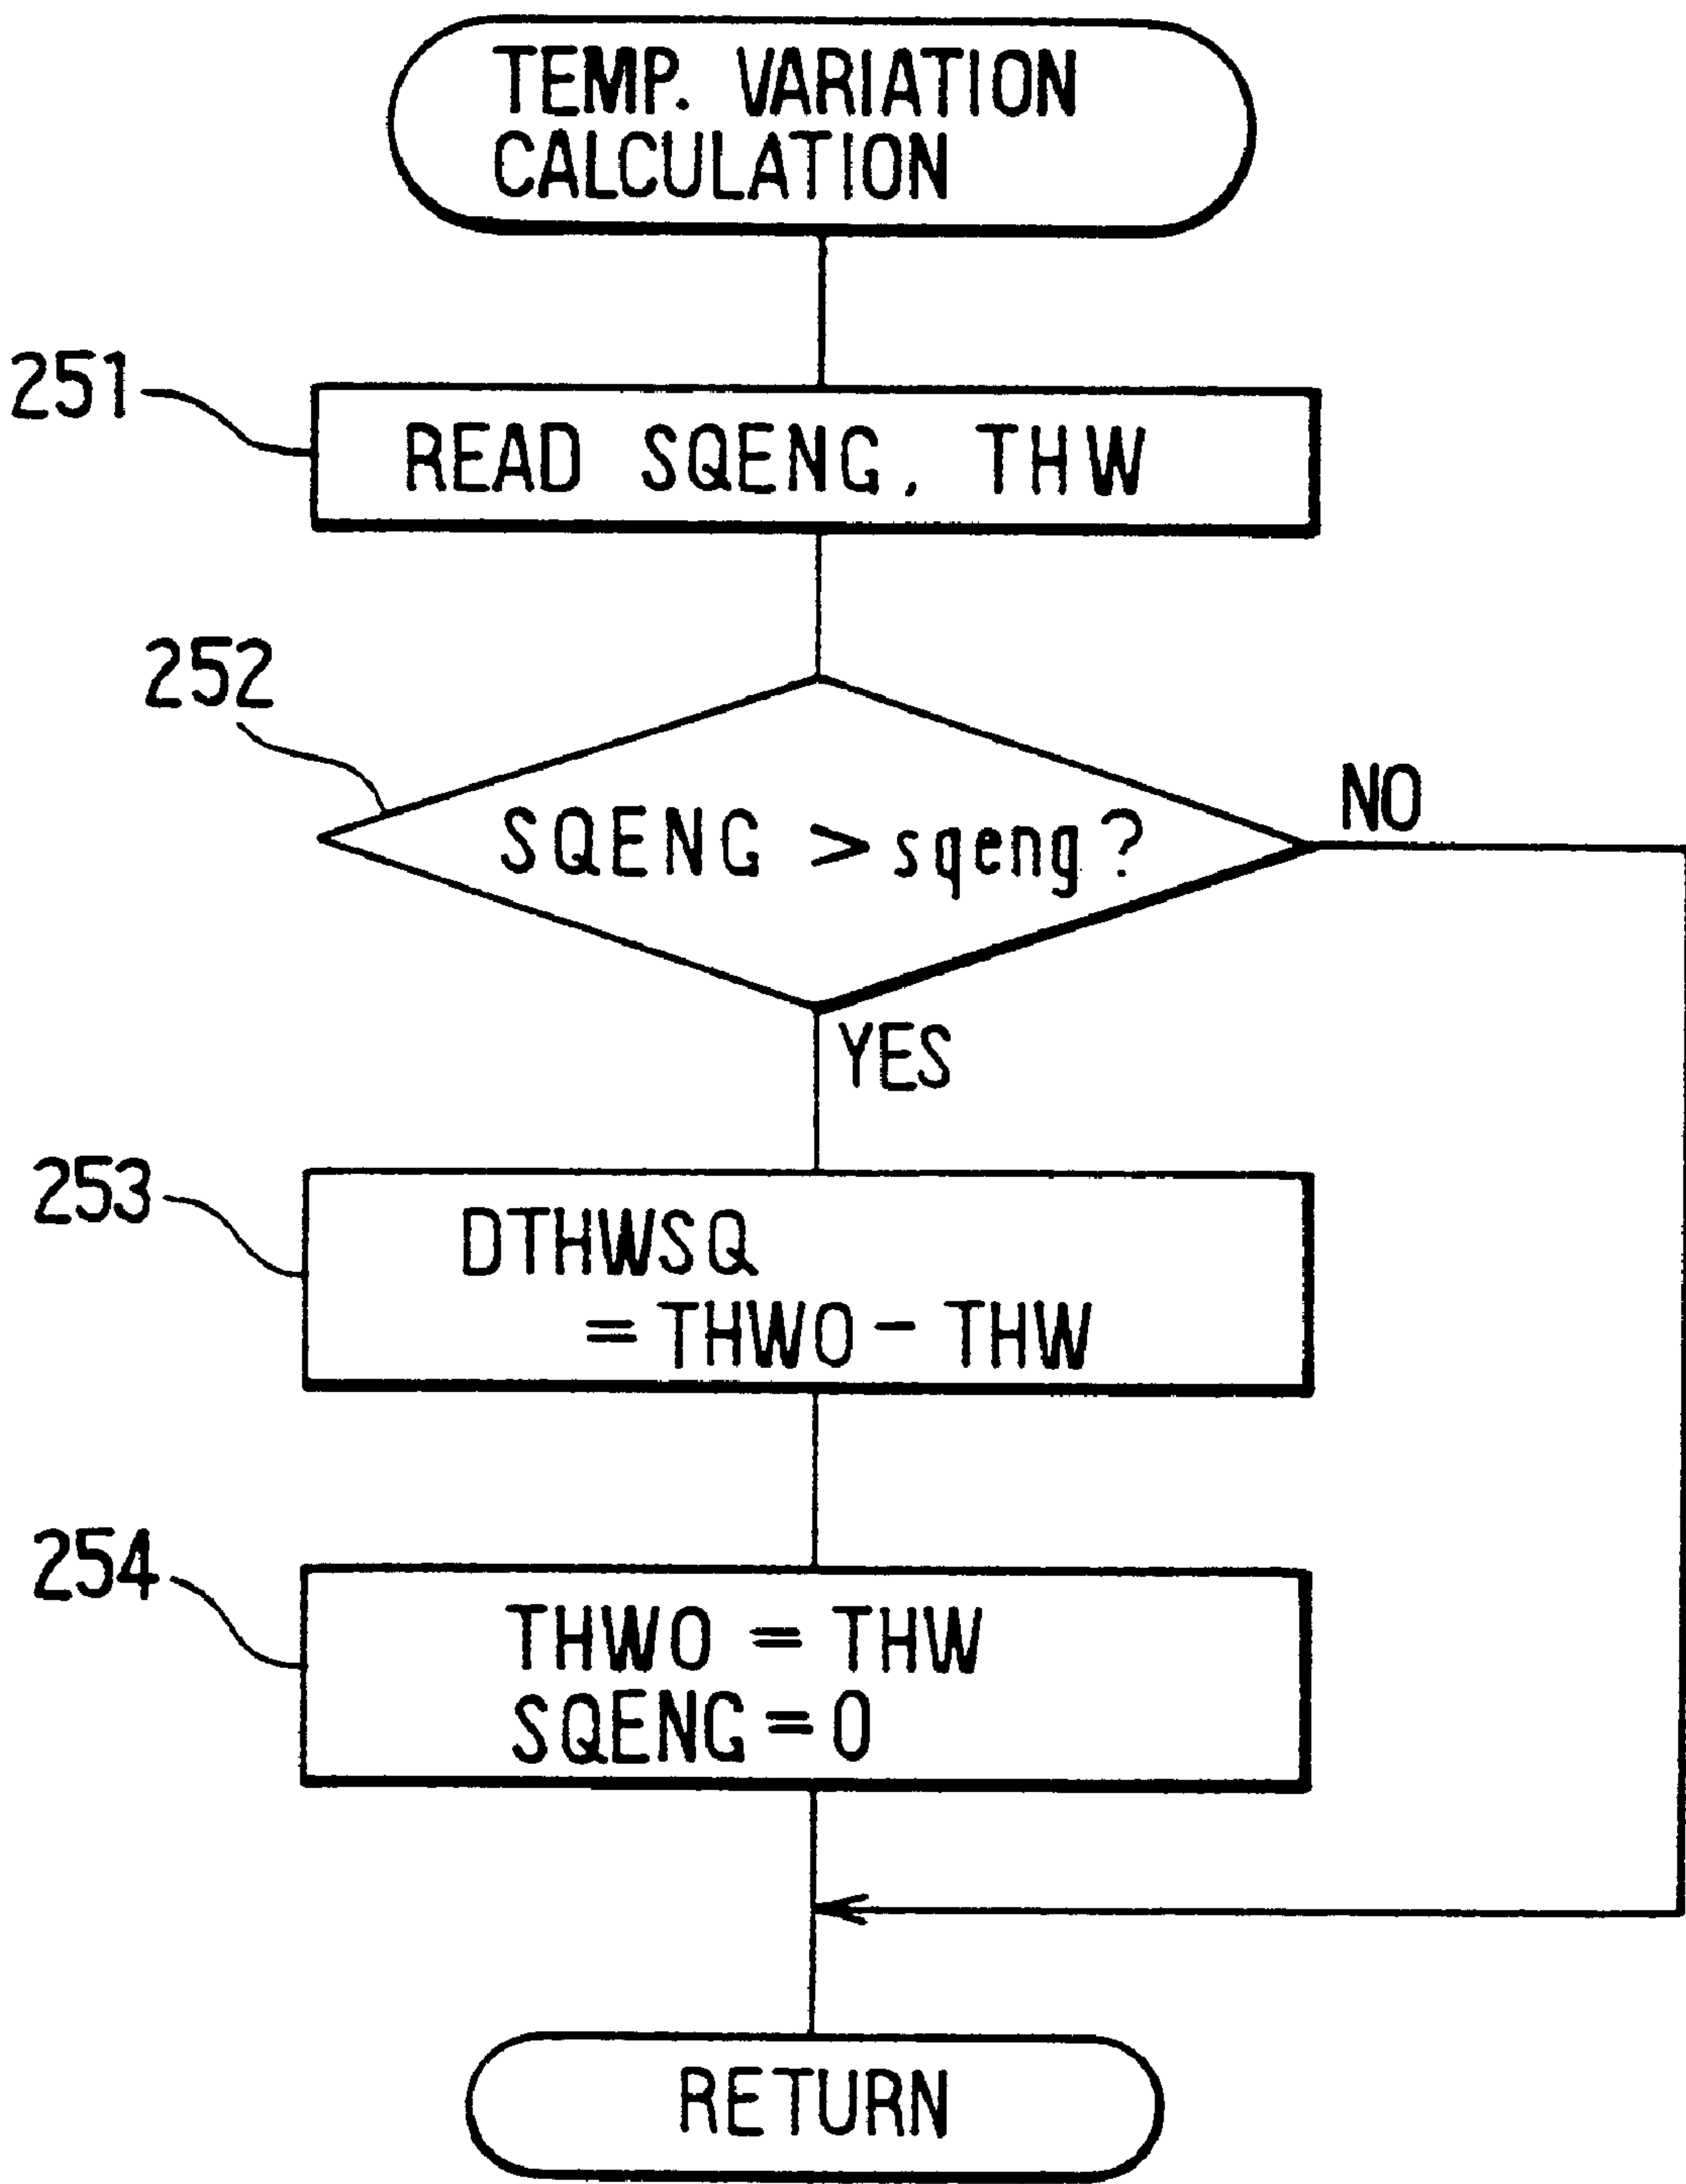 TEMP. VARIATION
CALCULATION
251
READ SQENG, THW
252
SQENG > sqeng?
NO
YES
253
DTHWSQ
= THWO - THW
254
THWO = THW
SQENG = 0
RETURN